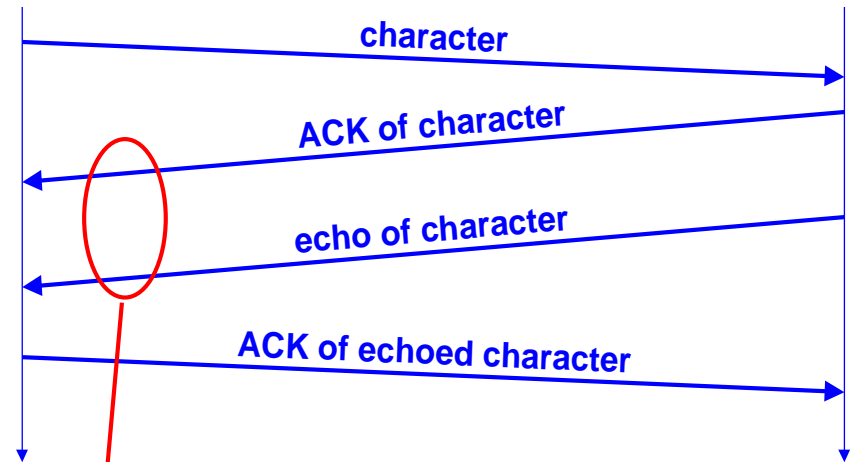 character
ACK of character
echo of character
ACK of echoed character